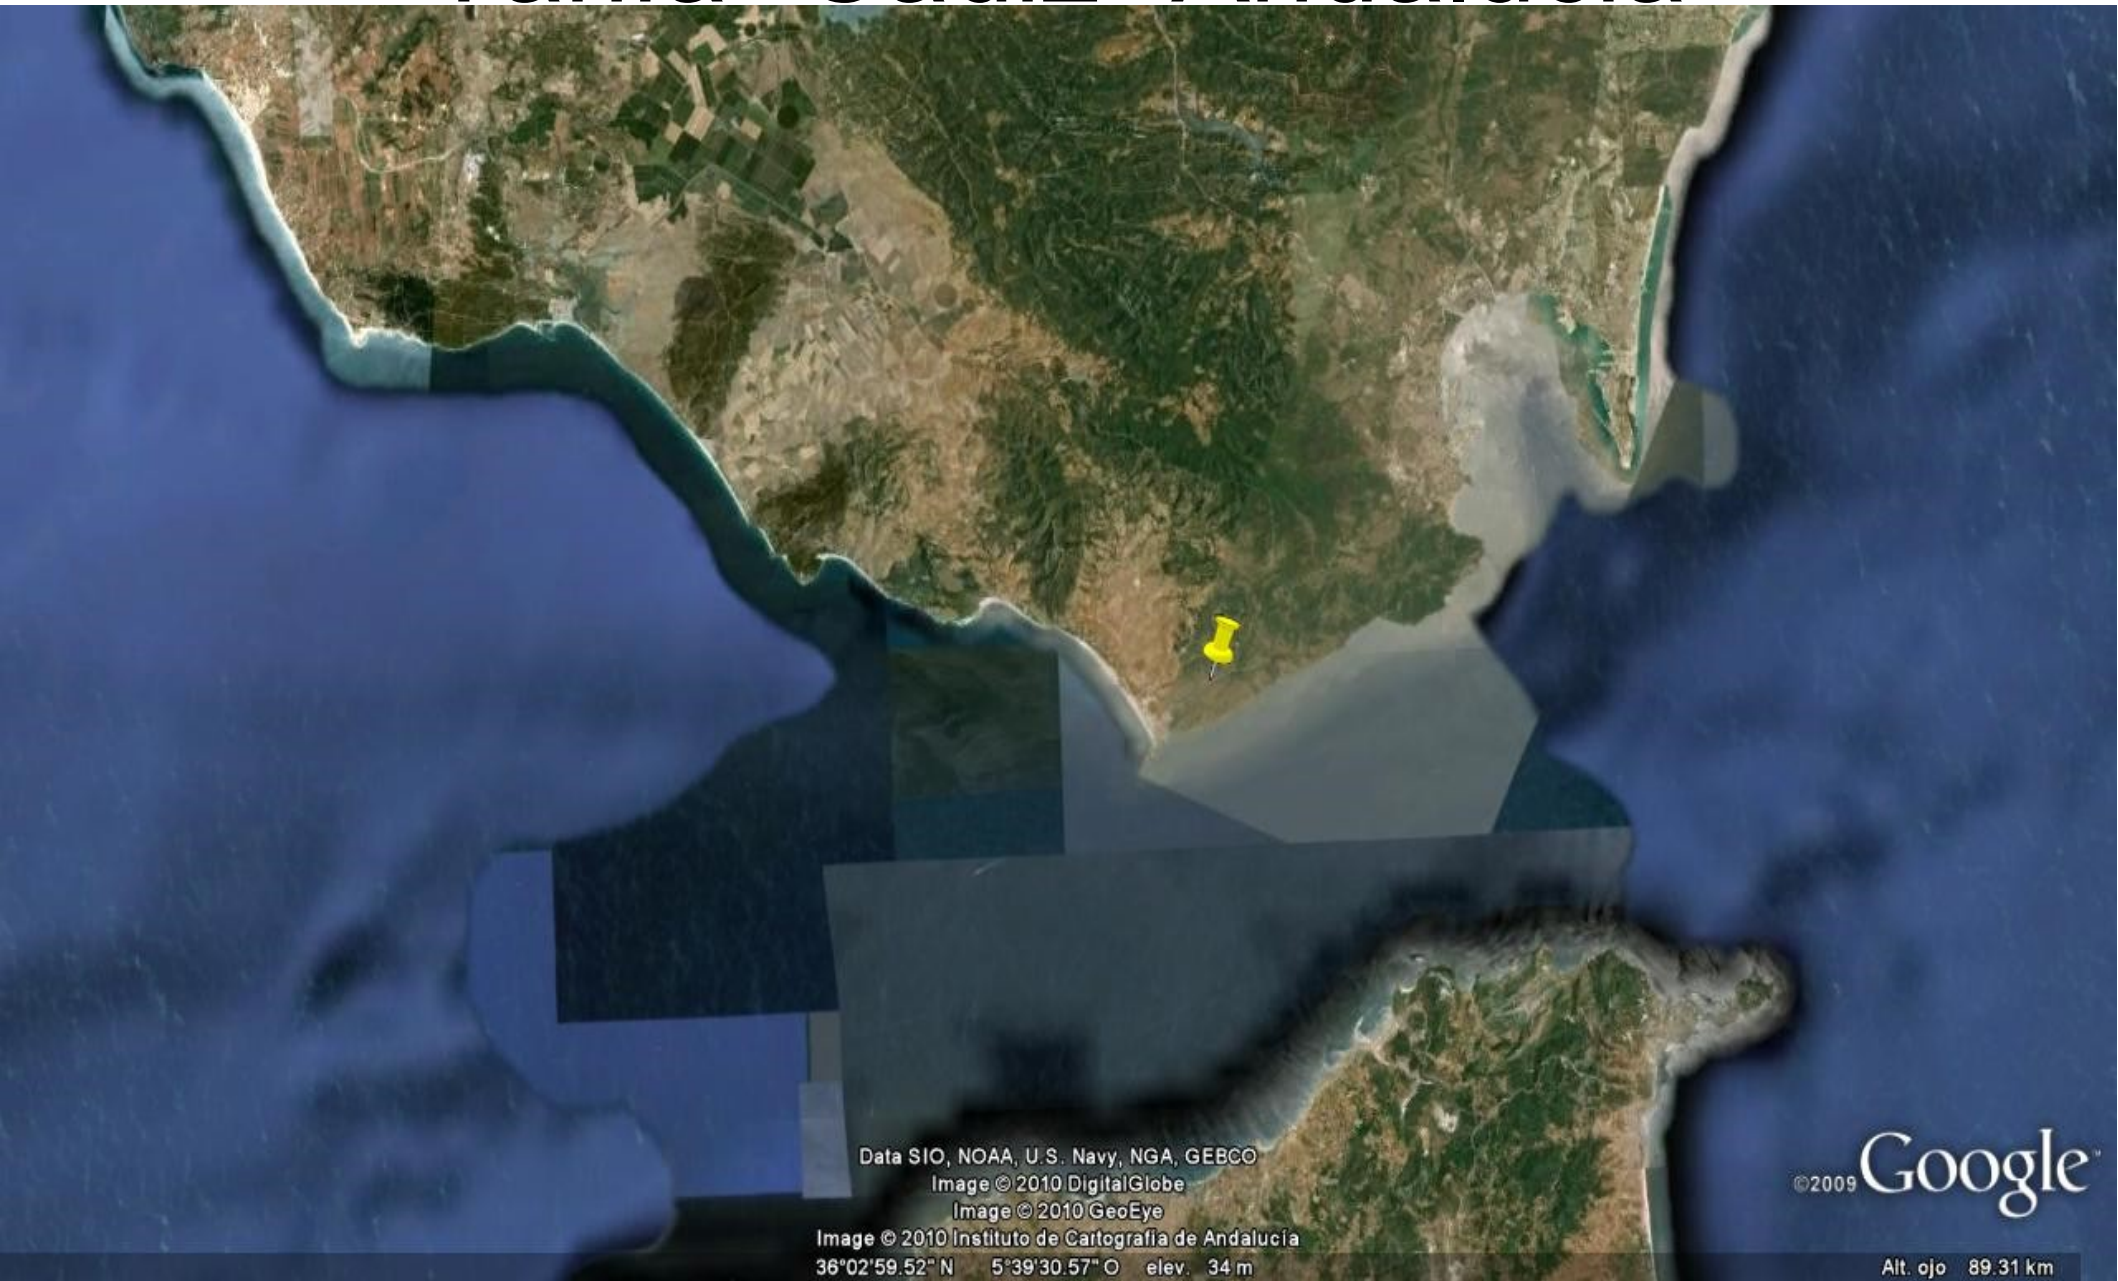 Data SIO, NOAA, U.S. Navy, NGA, GEBCO
Image © 2010 DigitalGlobe
Image © 2010 GeoEye
Image © 2010 Instituto de Cartografía de Andalucía
36°02'59.52" N 5°39'30.57" O elev. 34 m
©2009 Google™
Alt. ojo 89.31 km